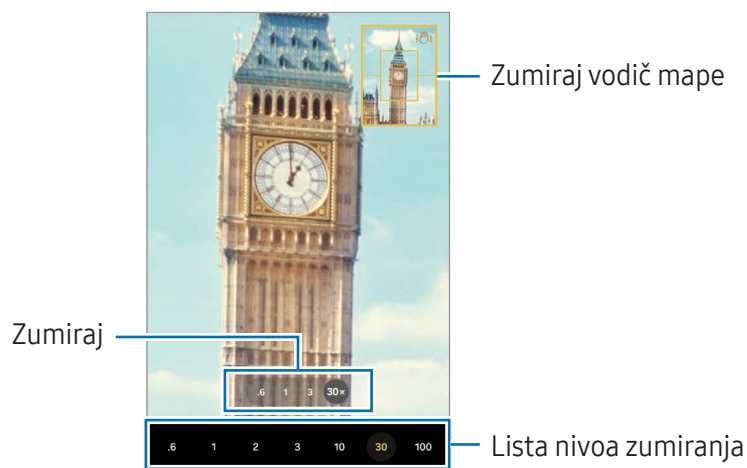 Zumiraj vodič mape
Zumiraj
.6 1 3 30×
.6 1 2 3 10 30 100
Lista nivoa zumiranja